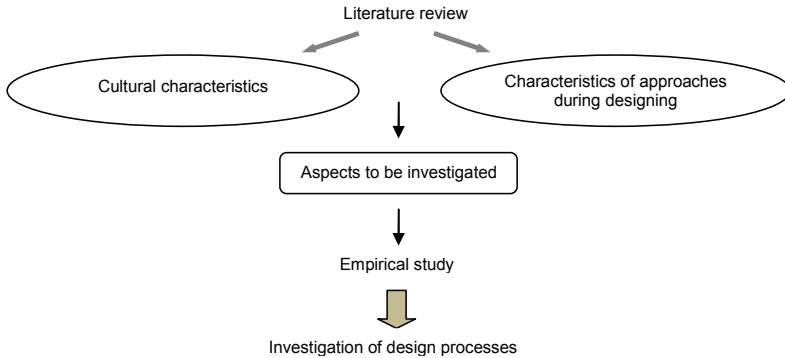 Literature review
Cultural characteristics
Characteristics of approaches
during designing
Aspects to be investigated
Empirical study
Investigation of design processes